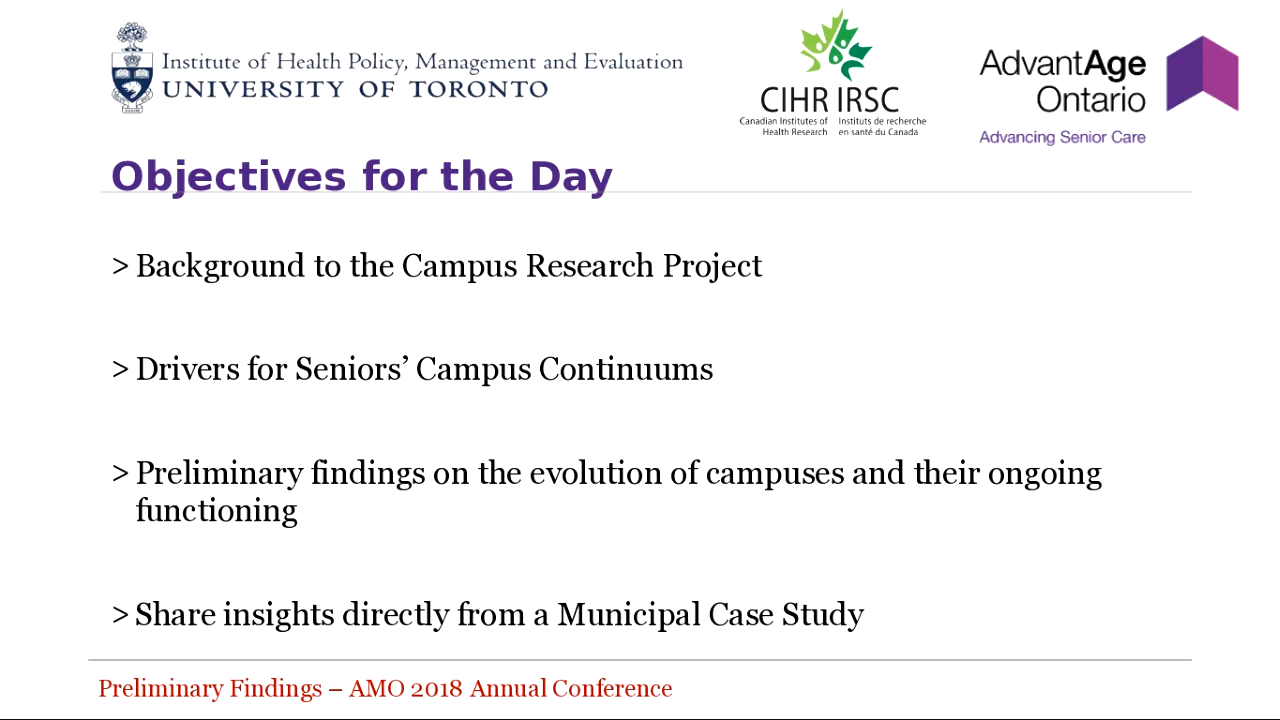 Institute of Health Policy, Management and Evaluation
UNIVERSITY OF TORONTO
CIHR IRSC
Canadian Institutes of Health Research
Instituts de recherche en santé du Canada
AdvantAge
Ontario
Advancing Senior Care
Objectives for the Day
> Background to the Campus Research Project
> Drivers for Seniors’ Campus Continuums
> Preliminary findings on the evolution of campuses and their ongoing
functioning
> Share insights directly from a Municipal Case Study
Preliminary Findings – AMO 2018 Annual Conference